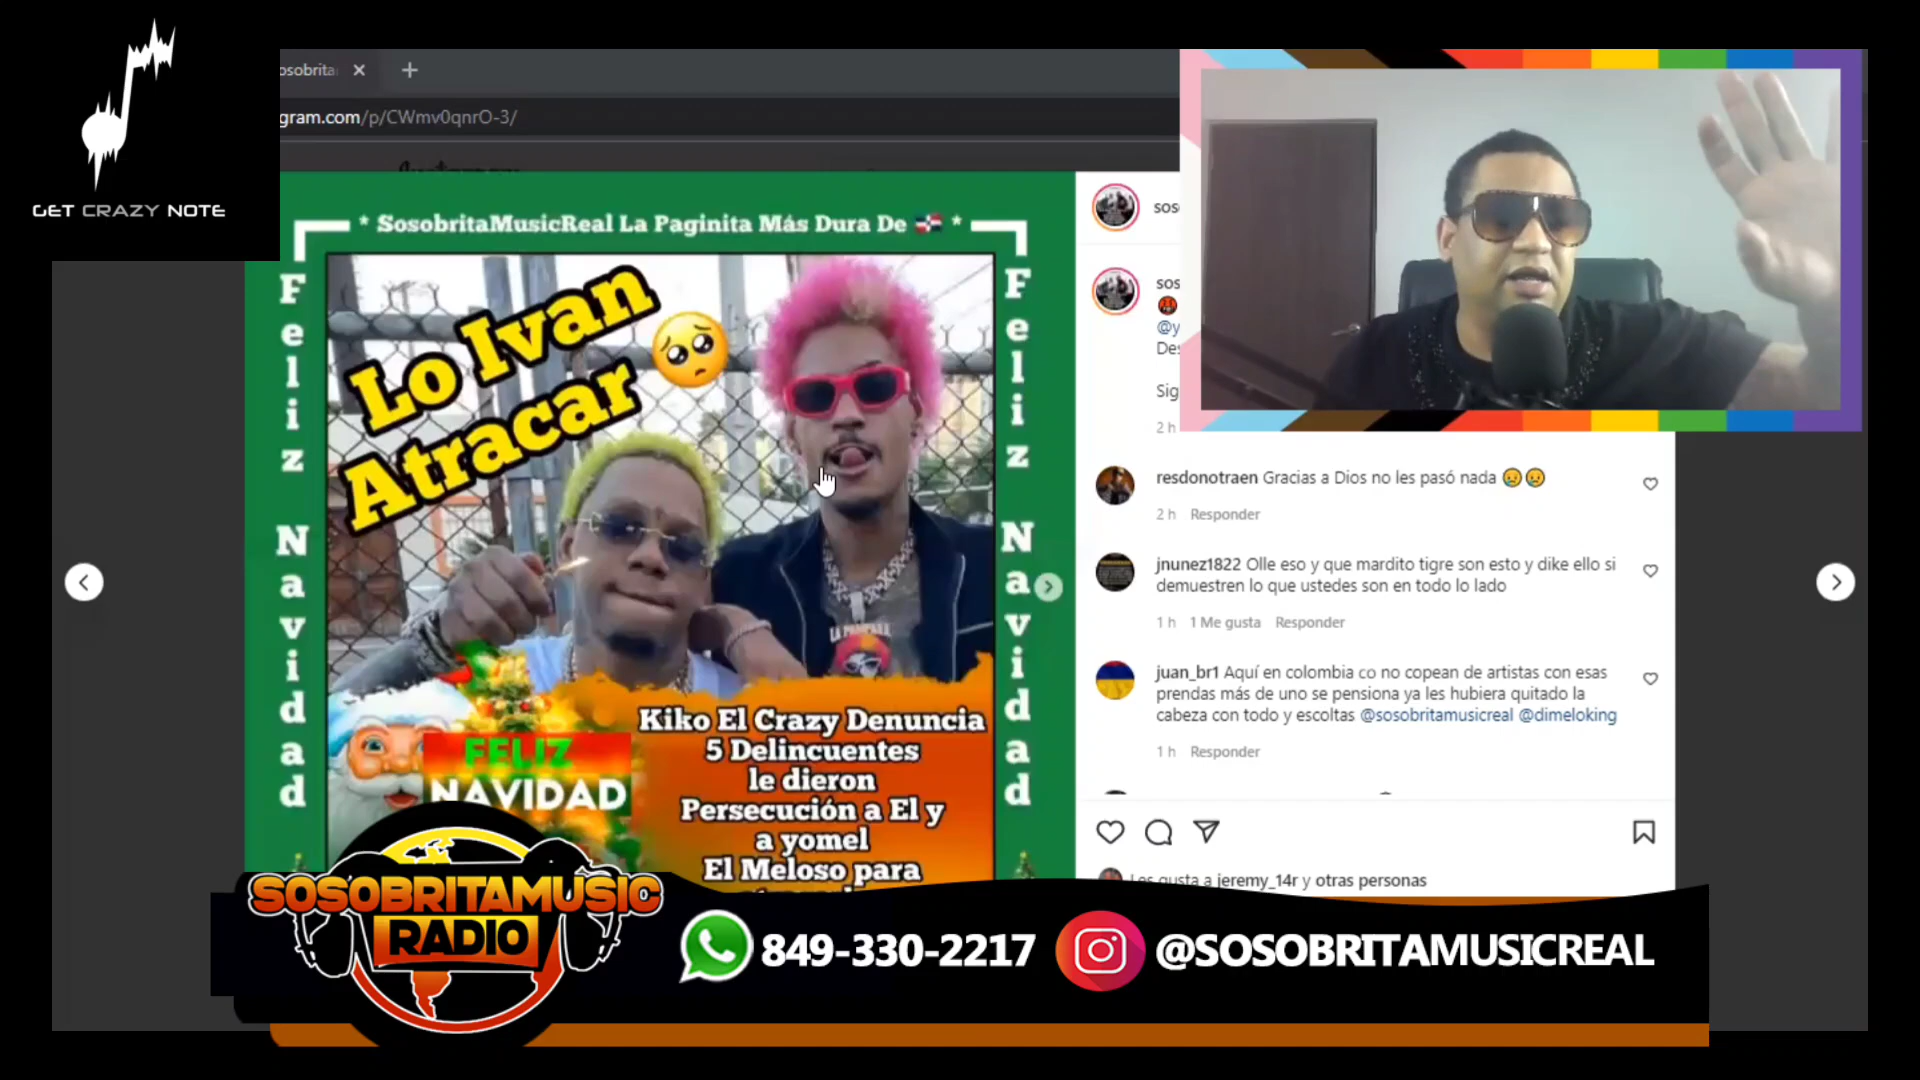 GET CRAZY NOTE
osobrita
gram.com/p/CWmv0qnrO-3/
* SosobritaMusicReal La Paginita Más Dura De 🇩🇴 *
Feliz Navidad
Lo Ivan
Atracar 🥺
Feliz Navidad
LA PAMPARA
FELIZ
NAVIDAD
Kiko El Crazy Denuncia
5 Delincuentes
le dieron
Persecución a El y
a yomel
El Meloso para
sos
sos
@y
Des
Sig
2 h
resdonotraen Gracias a Dios no les pasó nada 😢😢
2 h Responder
jnunez1822 Olle eso y que mardito tigre son esto y dike ello si
demuestren lo que ustedes son en todo lo lado
1 h 1 Me gusta Responder
juan_br1 Aquí en colombia co no copean de artistas con esas
prendas más de uno se pensiona ya les hubiera quitado la
cabeza con todo y escoltas @sosobritamusicreal @dimeloking
1 h Responder
Les gusta a jeremy_14r y otras personas
SOSOBRITAMUSIC
RADIO
849-330-2217
@SOSOBRITAMUSICREAL